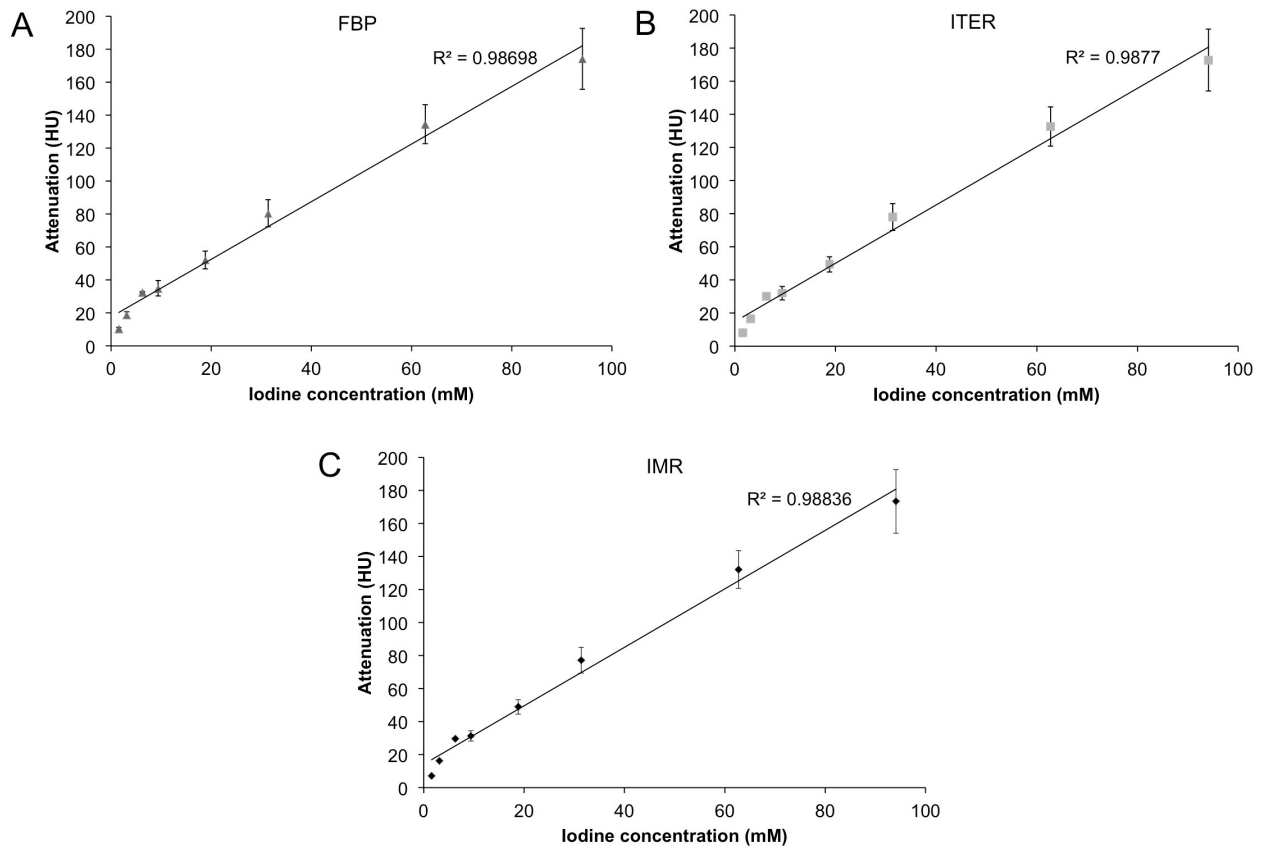 A
FBP
R² = 0.98698
Attenuation (HU)
200
180
160
140
120
100
80
60
40
20
0
0 20 40 60 80 100
Iodine concentration (mM)
B
ITER
R² = 0.9877
Attenuation (HU)
200
180
160
140
120
100
80
60
40
20
0
0 20 40 60 80 100
Iodine concentration (mM)
C
IMR
R² = 0.98836
Attenuation (HU)
200
180
160
140
120
100
80
60
40
20
0
0 20 40 60 80 100
Iodine concentration (mM)